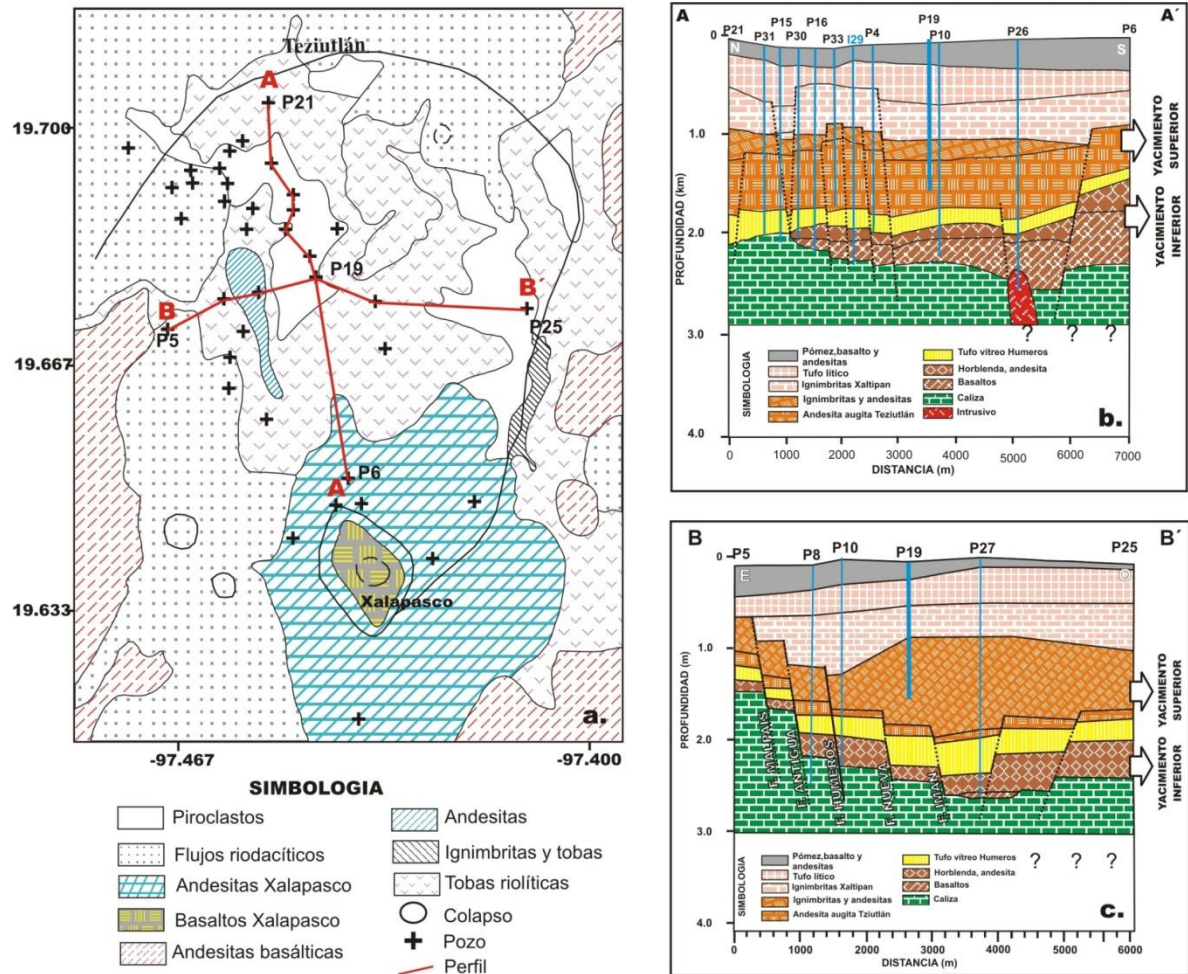 Teziutlán
A
P21
19.700
P19
B
B´
P5
P25
19.667
P6
A
Xalapasco
19.633
a.
-97.467
-97.400
SIMBOLOGIA
Piroclastos
Flujos riodacíticos
Andesitas Xalapasco
Basaltos Xalapasco
Andesitas basálticas
Andesitas
Ignimbritas y tobas
Tobas riolíticas
Colapso
Pozo
Perfil
A
A´
P21
P31
P15
P30
P16
P33
I29
P4
P19
P10
P26
P6
N
S
0
1.0
2.0
3.0
4.0
PROFUNDIDAD (km)
YACIMIENTO
SUPERIOR
YACIMIENTO
INFERIOR
? ? ?
SIMBOLOGIA
Pómez,basalto y
andesitas
Tufo lítico
Ignimbritas Xaltipan
Ignimbritas y andesitas
Andesita augita Teziutlán
Tufo vitreo Humeros
Horblenda, andesita
Basaltos
Caliza
Intrusivo
b.
0 1000 2000 3000 4000 5000 6000 7000
DISTANCIA (m)
B
B´
P5
P8
P10
P19
P27
P25
E
O
0
1.0
2.0
3.0
4.0
PROFUNDIDAD (m)
F. MALPAIS
F. ANTIGUA
F. HUMEROS
F. NUEVA
YACIMIENTO
SUPERIOR
YACIMIENTO
INFERIOR
? ? ?
SIMBOLOGIA
Pómez,basalto y
andesitas
Tufo lítico
Ignimbritas Xaltipan
Ignimbritas y andesitas
Andesita augita Tziutlán
Tufo vitreo Humeros
Horblenda, andesita
Basaltos
Caliza
c.
0 1000 2000 3000 4000 5000 6000
DISTANCIA (m)